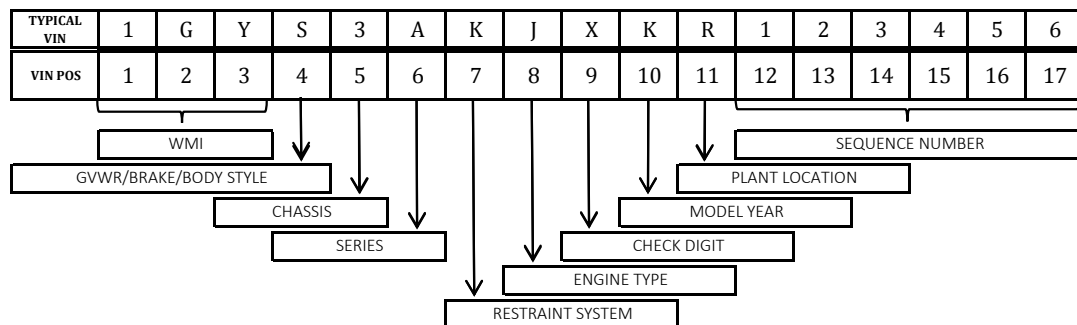 TYPICAL VIN 1 G Y S 3 A K J X K R 1 2 3 4 5 6
VIN POS 1 2 3 4 5 6 7 8 9 10 11 12 13 14 15 16 17
WMI SEQUENCE NUMBER
GVWR/BRAKE/BODY STYLE PLANT LOCATION
CHASSIS MODEL YEAR
SERIES CHECK DIGIT
ENGINE TYPE
RESTRAINT SYSTEM